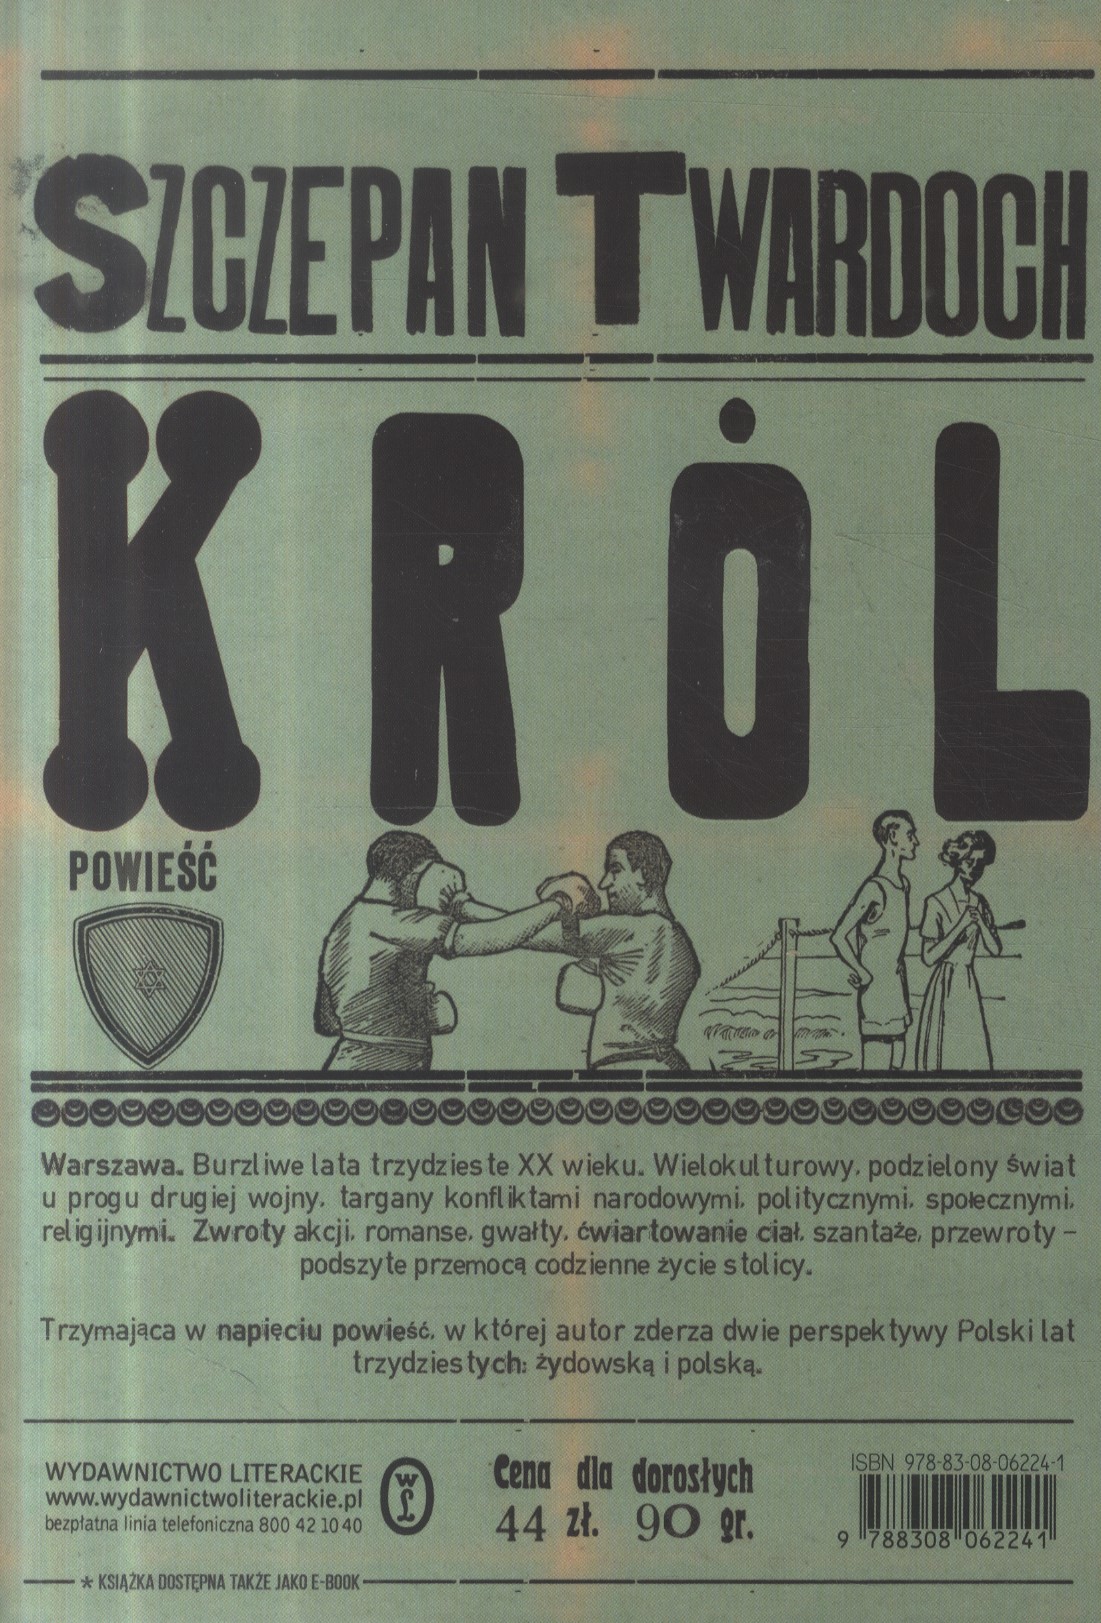 SZCZEPAN TWARDOCH
KRÓL
POWIEŚĆ
Warszawa. Burzliwe lata trzydzieste XX wieku. Wielokulturowy, podzielony świat
u progu drugiej wojny, targany konfliktami narodowymi, politycznymi, społecznymi,
religijnymi. Zwroty akcji, romanse, gwałty, ćwiartowanie ciał, szantaże, przewroty –
podszyte przemocą codzienne życie stolicy.
Trzymająca w napięciu powieść, w której autor zderza dwie perspektywy Polski lat
trzydziestych: żydowską i polską.
WYDAWNICTWO LITERACKIE
www.wydawnictwoliterackie.pl
bezpłatna linia telefoniczna 800 42 10 40
WŁ
Cena dla dorosłych
44 zł. 90 gr.
ISBN 978-83-08-06224-1
9 788308 062241
* KSIĄŻKA DOSTĘPNA TAKŻE JAKO E-BOOK